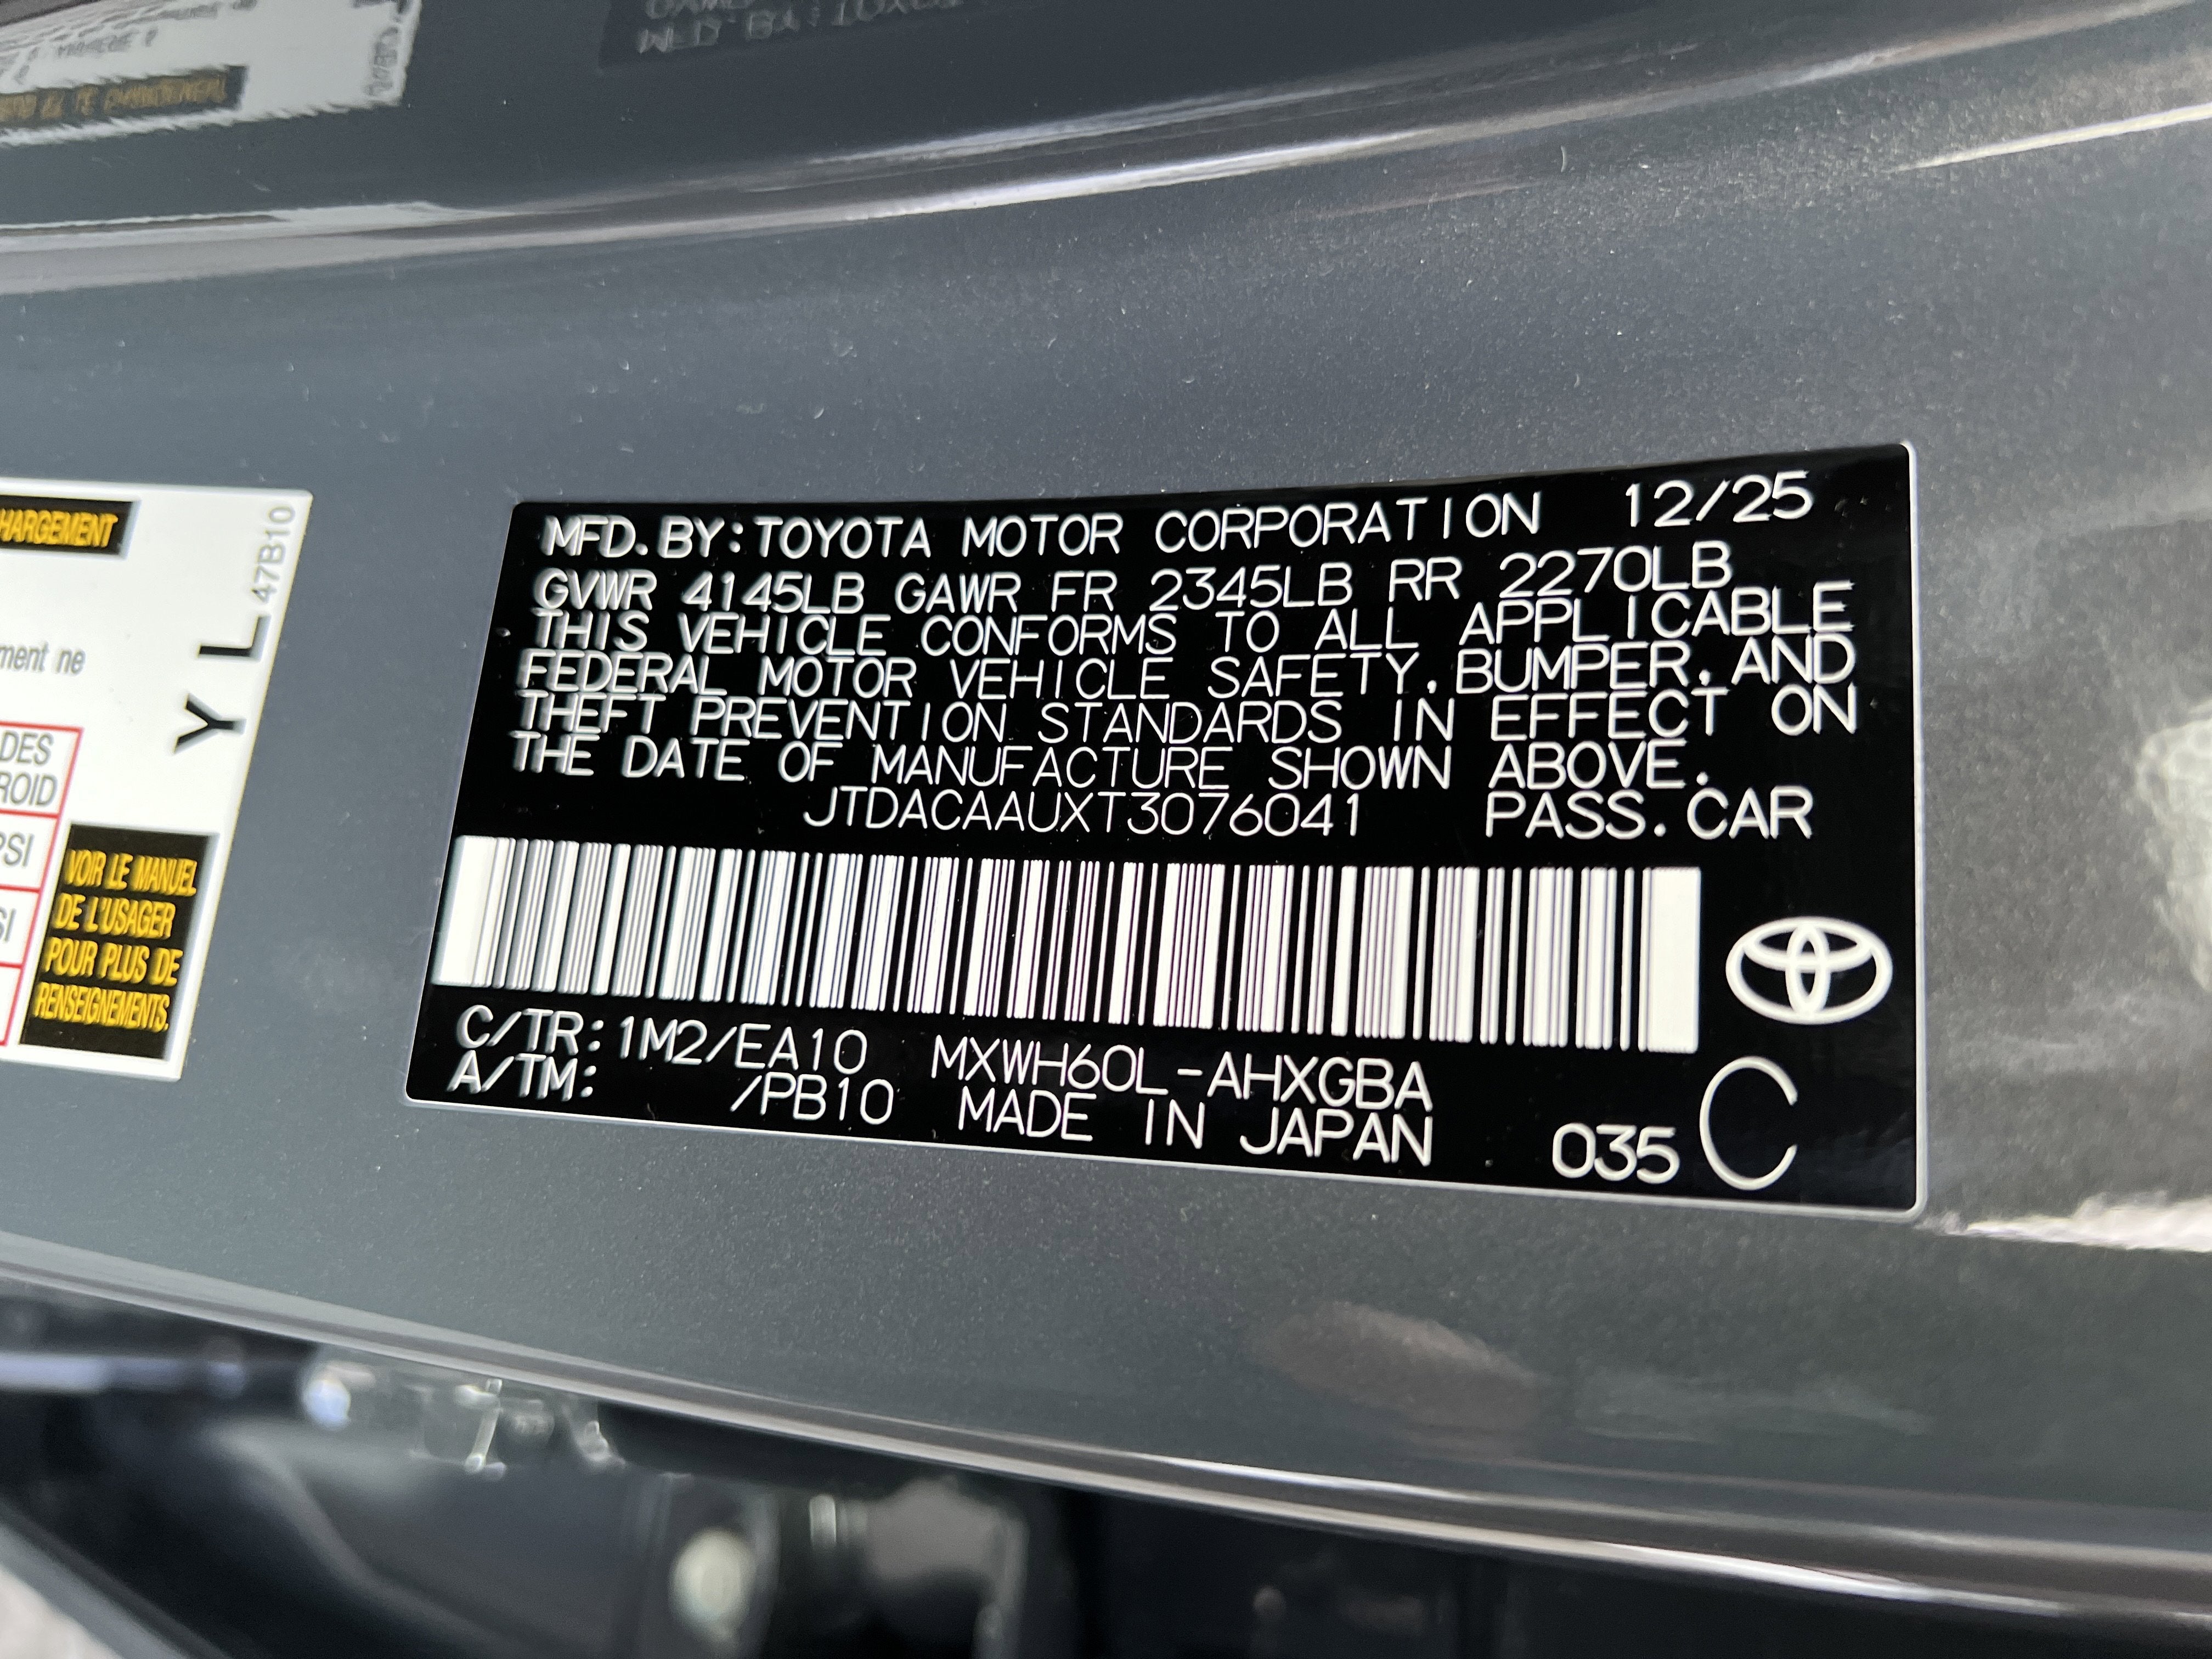 HARGEMENT
47B10
Y L
ment ne
DES
ROID
PSI
SI
VOIR LE MANUEL
DE L'USAGER
POUR PLUS DE
RENSEIGNEMENTS.
MFD. BY: TOYOTA MOTOR CORPORATION 12/25
GVWR 4145LB GAWR FR 2345LB RR 2270LB
THIS VEHICLE CONFORMS TO ALL APPLICABLE
FEDERAL MOTOR VEHICLE SAFETY, BUMPER, AND
THEFT PREVENTION STANDARDS IN EFFECT ON
THE DATE OF MANUFACTURE SHOWN ABOVE.
JTDACAAUXT3076041 PASS. CAR
C/TR: 1M2/EA10 MXWH60L-AHXGBA
A/TM: /PB10 MADE IN JAPAN 035 C